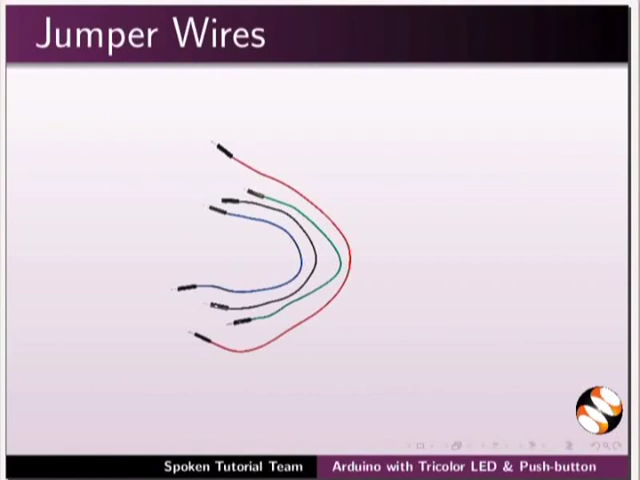 Jumper Wires
Spoken Tutorial Team
Arduino with Tricolor LED & Push-button